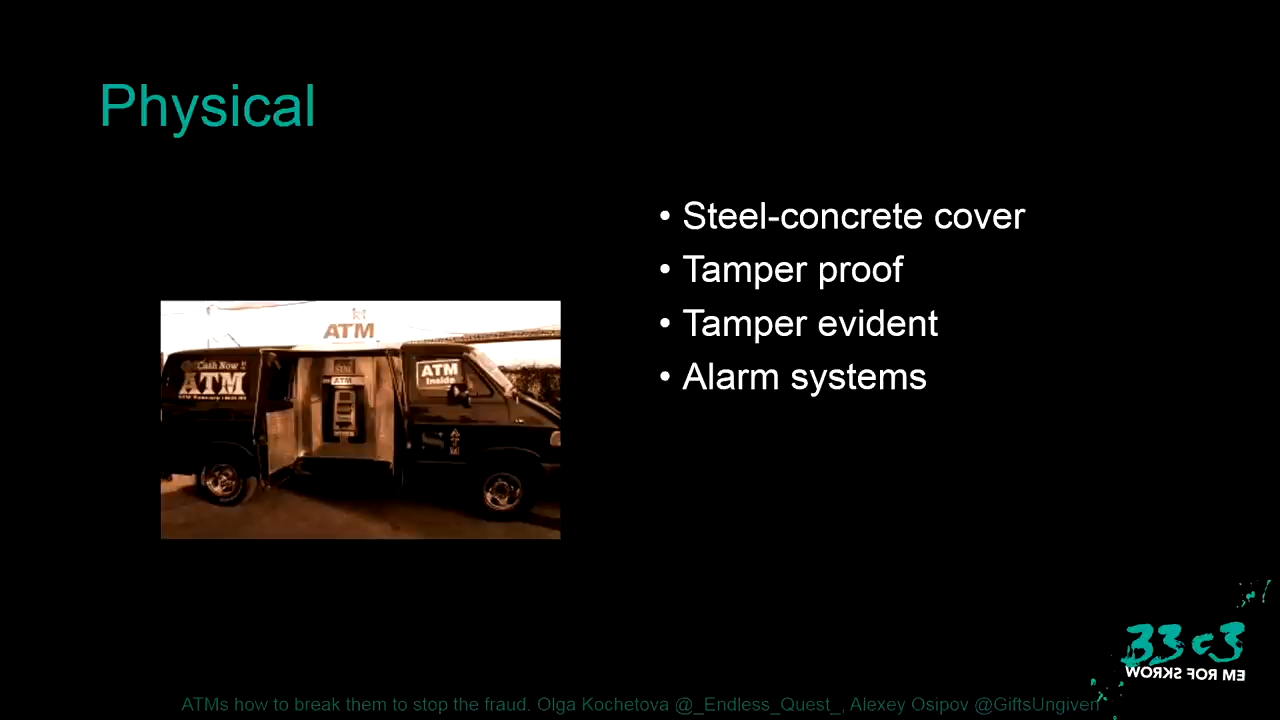 Physical
• Steel-concrete cover
• Tamper proof
• Tamper evident
• Alarm systems
ATM
Cash Now !!
ATM
ATM
ATM
Inside
S
ATM
33c3
WORKS FOR ME
ATMs how to break them to stop the fraud. Olga Kochetova @_Endless_Quest_, Alexey Osipov @GiftsUngiven